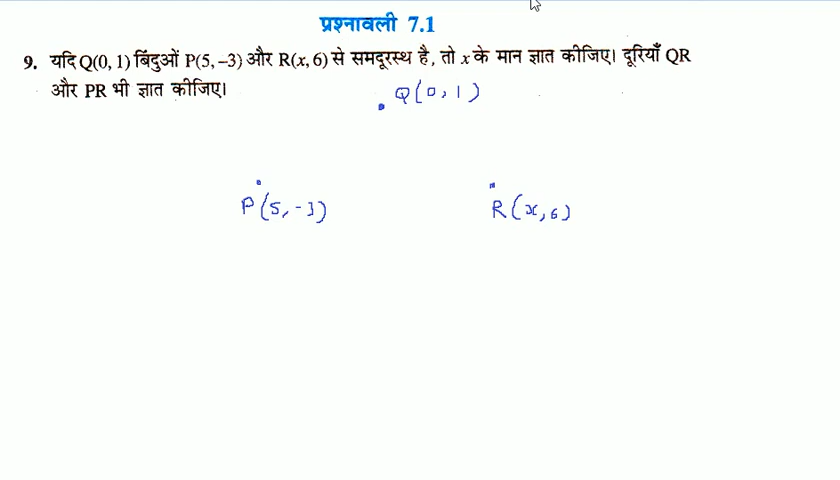 प्रश्नावली 7.1
9. यदि Q(0, 1) बिंदुओं P(5, –3) और R(x, 6) से समदूरस्थ है, तो x के मान ज्ञात कीजिए। दूरियाँ QR
और PR भी ज्ञात कीजिए।
Q(0, 1)
P(5, -3)
R(x, 6)